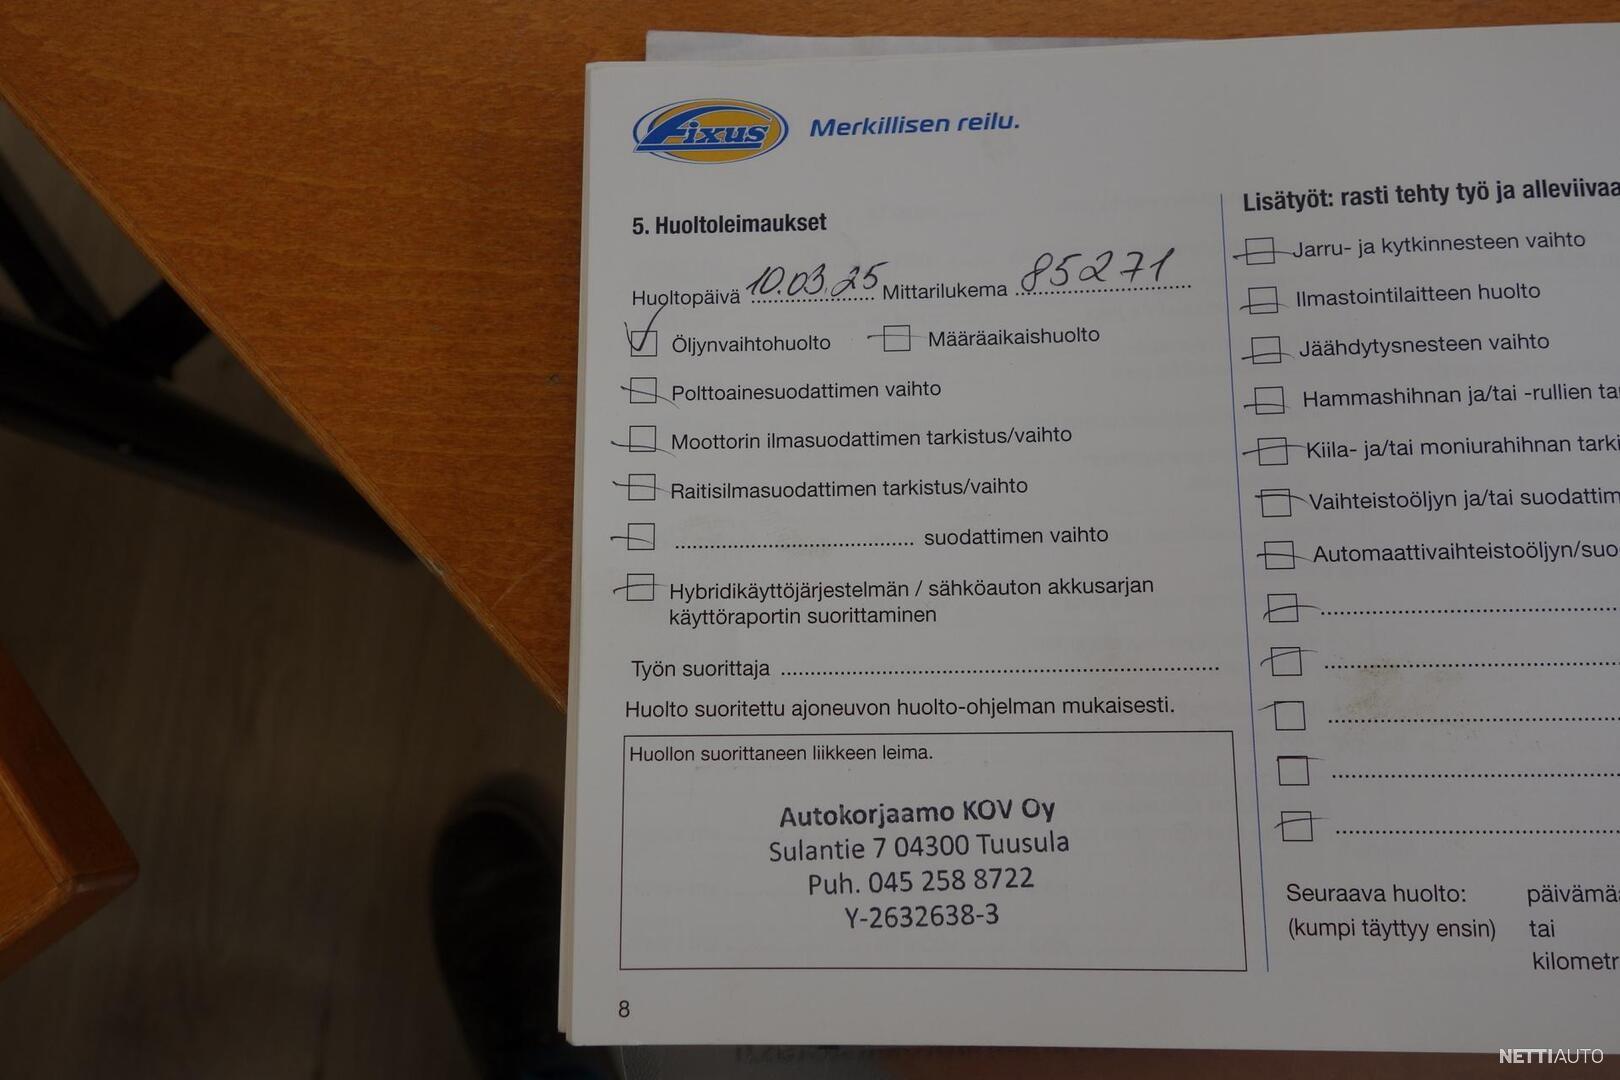 Fixus Merkillisen reilu.
5. Huoltoleimaukset
Huoltopäivä 10.03.25 Mittarilukema 85271
Öljynvaihtohuolto Määräaikaishuolto
Polttoainesuodattimen vaihto
Moottorin ilmasuodattimen tarkistus/vaihto
Raitisilmasuodattimen tarkistus/vaihto
suodattimen vaihto
Hybridikäyttöjärjestelmän / sähköauton akkusarjan
käyttöraportin suorittaminen
Työn suorittaja
Huolto suoritettu ajoneuvon huolto-ohjelman mukaisesti.
Huollon suorittaneen liikkeen leima.
Autokorjaamo KOV Oy
Sulantie 7 04300 Tuusula
Puh. 045 258 8722
Y-2632638-3
8
Lisätyöt: rasti tehty työ ja alleviivaa
Jarru- ja kytkinnesteen vaihto
Ilmastointilaitteen huolto
Jäähdytysnesteen vaihto
Hammashihnan ja/tai -rullien ta
Kiila- ja/tai moniurahihnan tarki
Vaihteistoöljyn ja/tai suodattim
Automaattivaihteistoöljyn/suo
Seuraava huolto: päivämää
(kumpi täyttyy ensin) tai
kilometr
NETTIAUTO